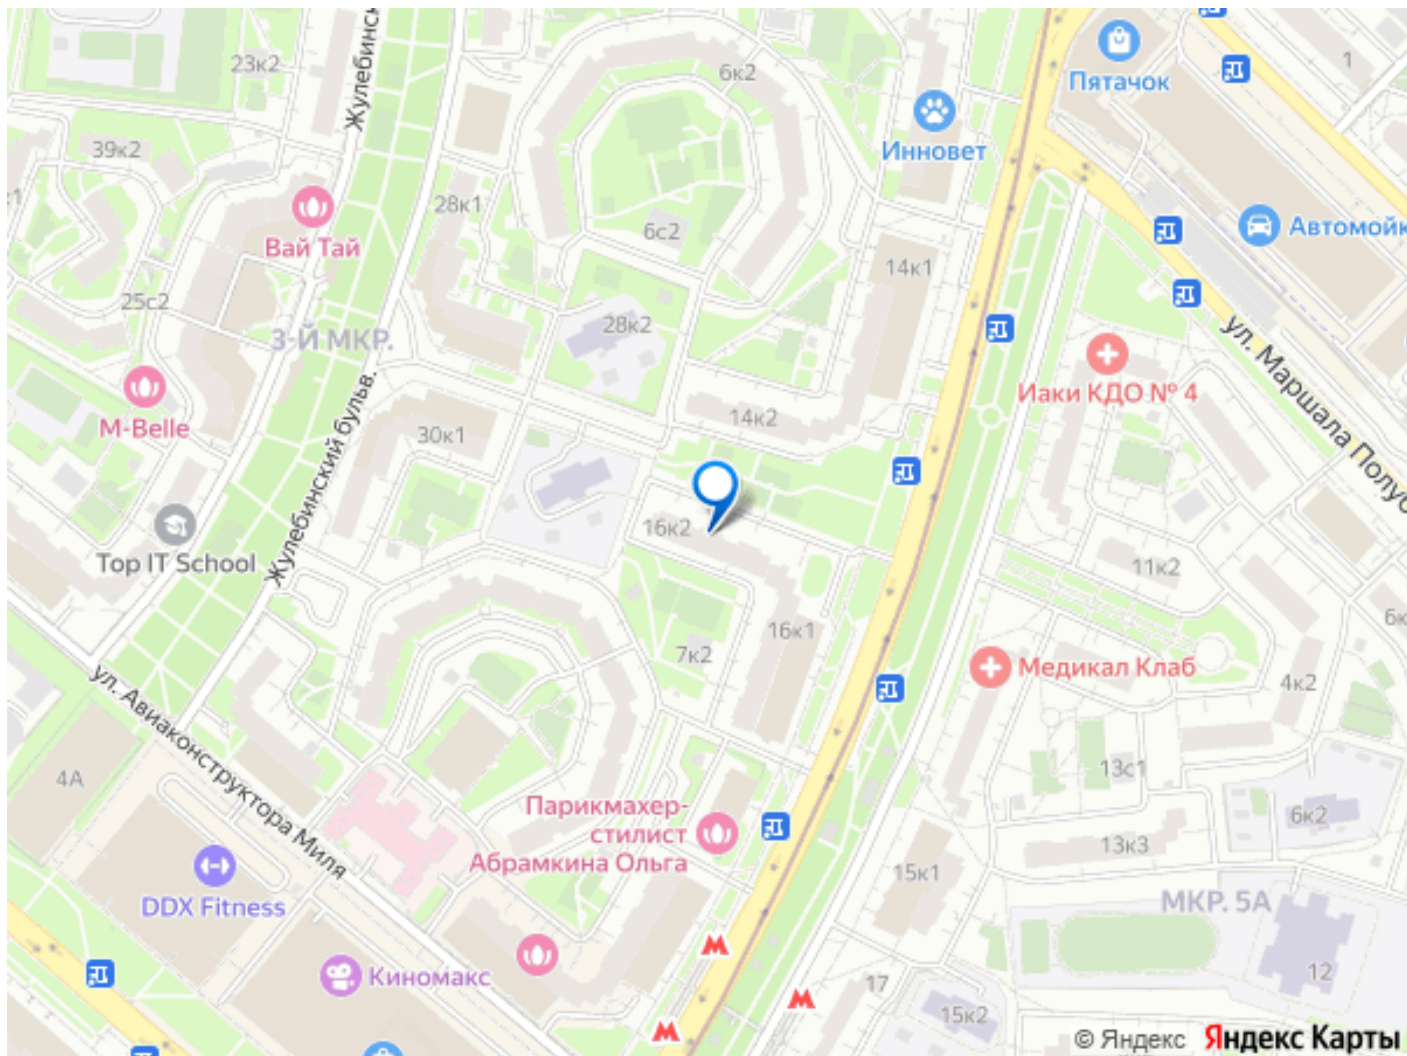 Пятачок
6к2
1
23к2
Жулебинск
Инновет
39к2
к1
28к1
Вай Тай
6с2
Автомойк
14к1
25с2
28к2
3-Й МКР.
ул. Маршала Полуб
Иаки КДО № 4
M-Belle
14к2
30к1
Жулебинский бульв.
16к2
Top IT School
11к2
6к
16к1
7к2
Медикал Клаб
4к2
ул. Авиаконструктора Миля
4А
13с1
Парикмахер-
стилист
Абрамкина Ольга
6к2
13к3
15к1
DDX Fitness
МКР. 5А
Киномакс
12
17
15к2
© Яндекс Яндекс Карты